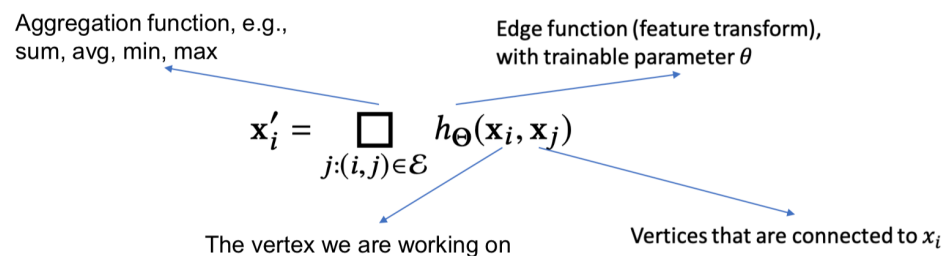 Aggregation function, e.g.,
sum, avg, min, max
Edge function (feature transform),
with trainable parameter θ
x′ᵢ = □ h_Θ(xᵢ, xⱼ)
j:(i,j)∈ℰ
The vertex we are working on
Vertices that are connected to xᵢ